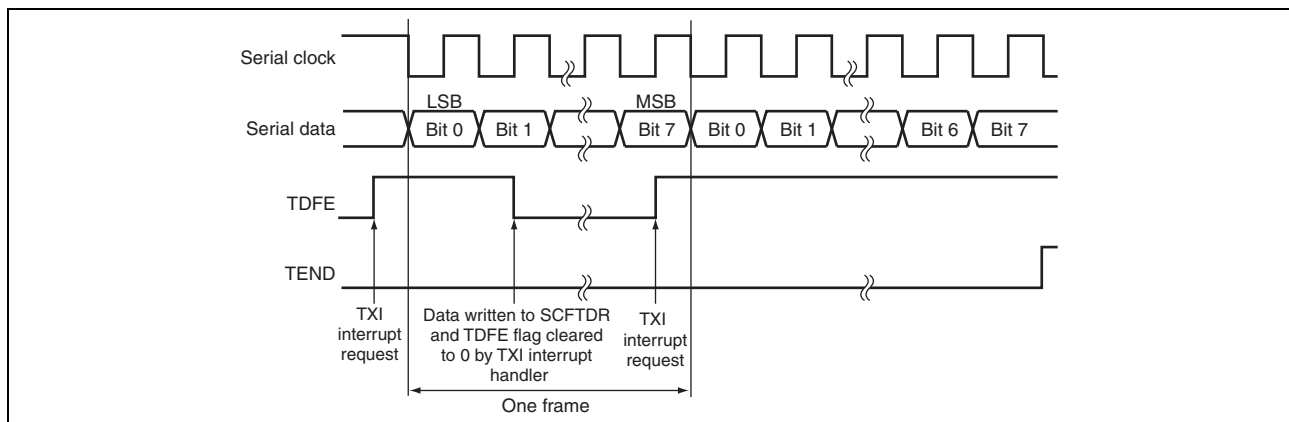 Serial clock
LSB
MSB
Serial data
Bit 0
Bit 1
Bit 7
Bit 0
Bit 1
Bit 6
Bit 7
TDFE
TEND
TXI
interrupt
request
Data written to SCFTDR
and TDFE flag cleared
to 0 by TXI interrupt
handler
TXI
interrupt
request
One frame